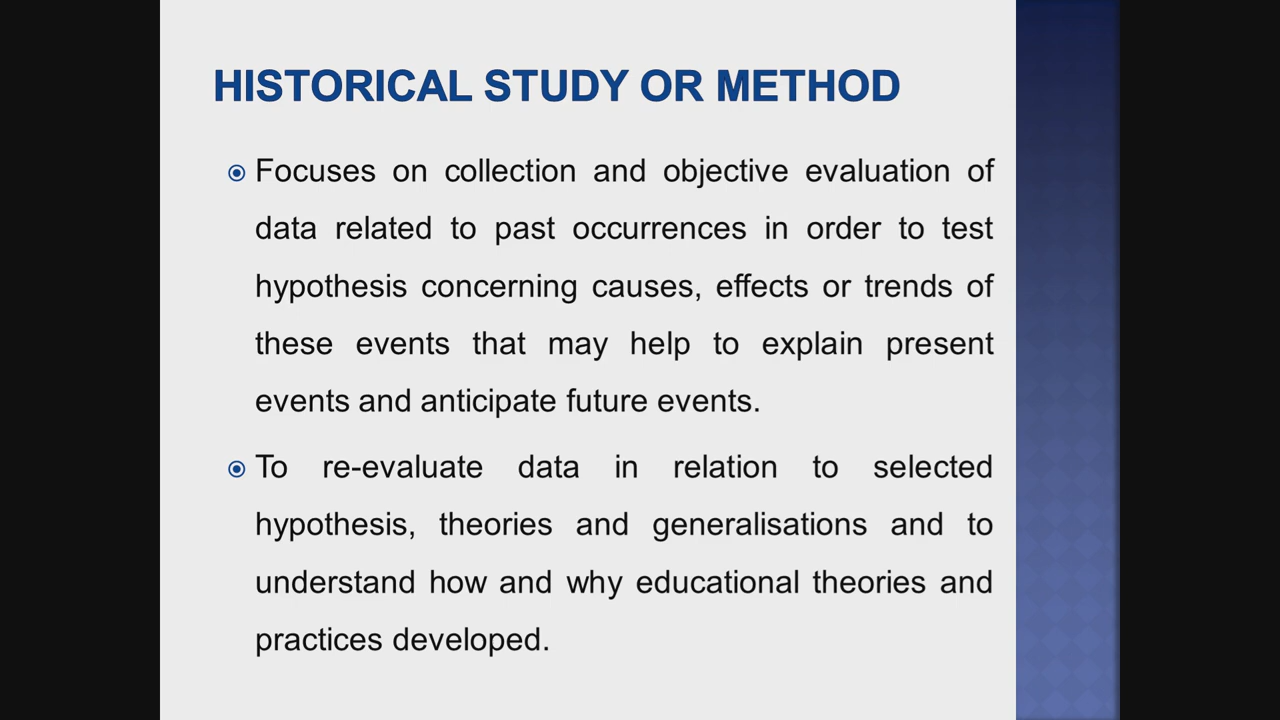 HISTORICAL STUDY OR METHOD
Focuses on collection and objective evaluation of
data related to past occurrences in order to test
hypothesis concerning causes, effects or trends of
these events that may help to explain present
events and anticipate future events.
To re-evaluate data in relation to selected
hypothesis, theories and generalisations and to
understand how and why educational theories and
practices developed.